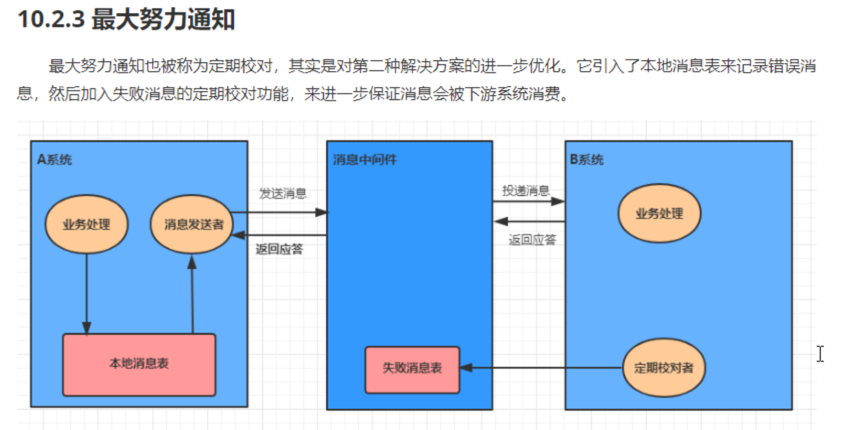 10.2.3 最大努力通知
最大努力通知也被称为定期校对，其实是对第二种解决方案的进一步优化。它引入了本地消息表来记录错误消
息，然后加入失败消息的定期校对功能，来进一步保证消息会被下游系统消费。
A系统
消息中间件
B系统
业务处理
消息发送者
发送消息
返回应答
投递消息
返回应答
业务处理
本地消息表
失败消息表
定期校对者